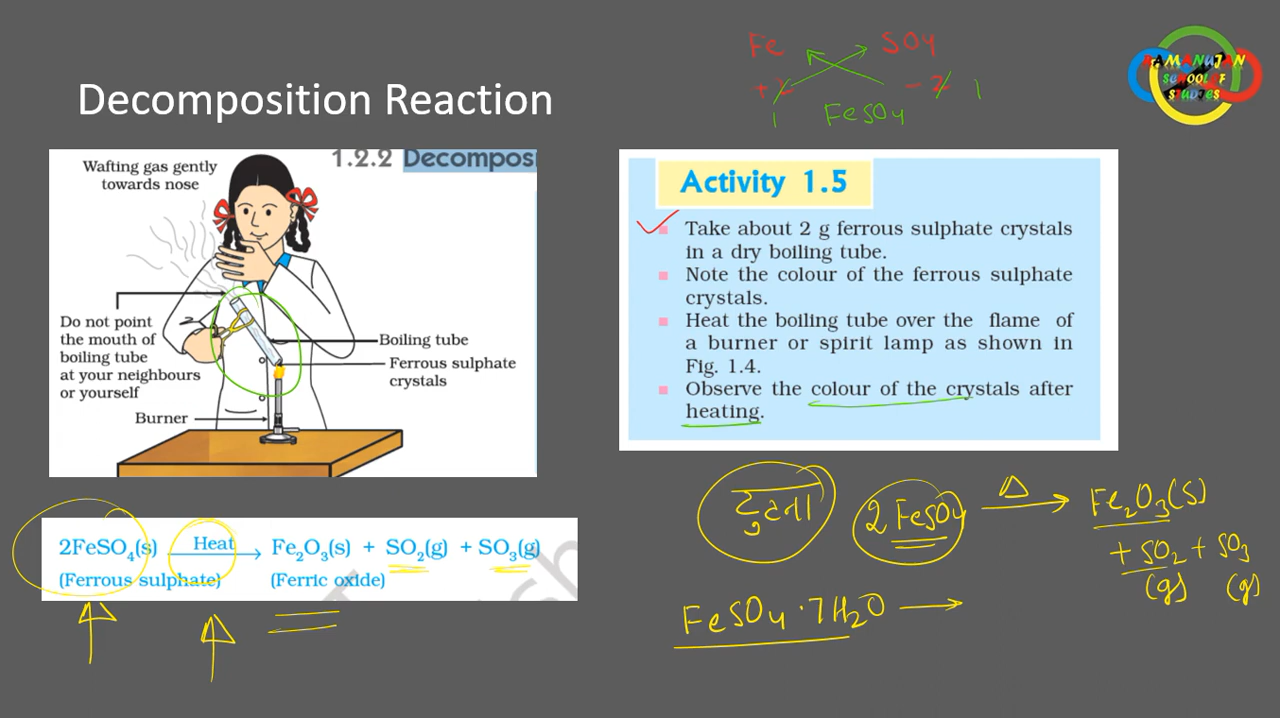 Fe SO4
+2 -2 1
1 FeSO4
RAMANUJAN
SCHOOL OF
STUDIES
Decomposition Reaction
1.2.2 Decomposi
Wafting gas gently
towards nose
Do not point
the mouth of
boiling tube
at your neighbours
or yourself
Boiling tube
Ferrous sulphate
crystals
Burner
Activity 1.5
Take about 2 g ferrous sulphate crystals
in a dry boiling tube.
Note the colour of the ferrous sulphate
crystals.
Heat the boiling tube over the flame of
a burner or spirit lamp as shown in
Fig. 1.4.
Observe the colour of the crystals after
heating.
2FeSO₄(s) Heat → Fe₂O₃(s) + SO₂(g) + SO₃(g)
(Ferrous sulphate) (Ferric oxide)
टूटना 2 FeSO4 Δ → Fe2O3(s)
+ SO2 + SO3
(g) (g)
FeSO4 · 7H2O →